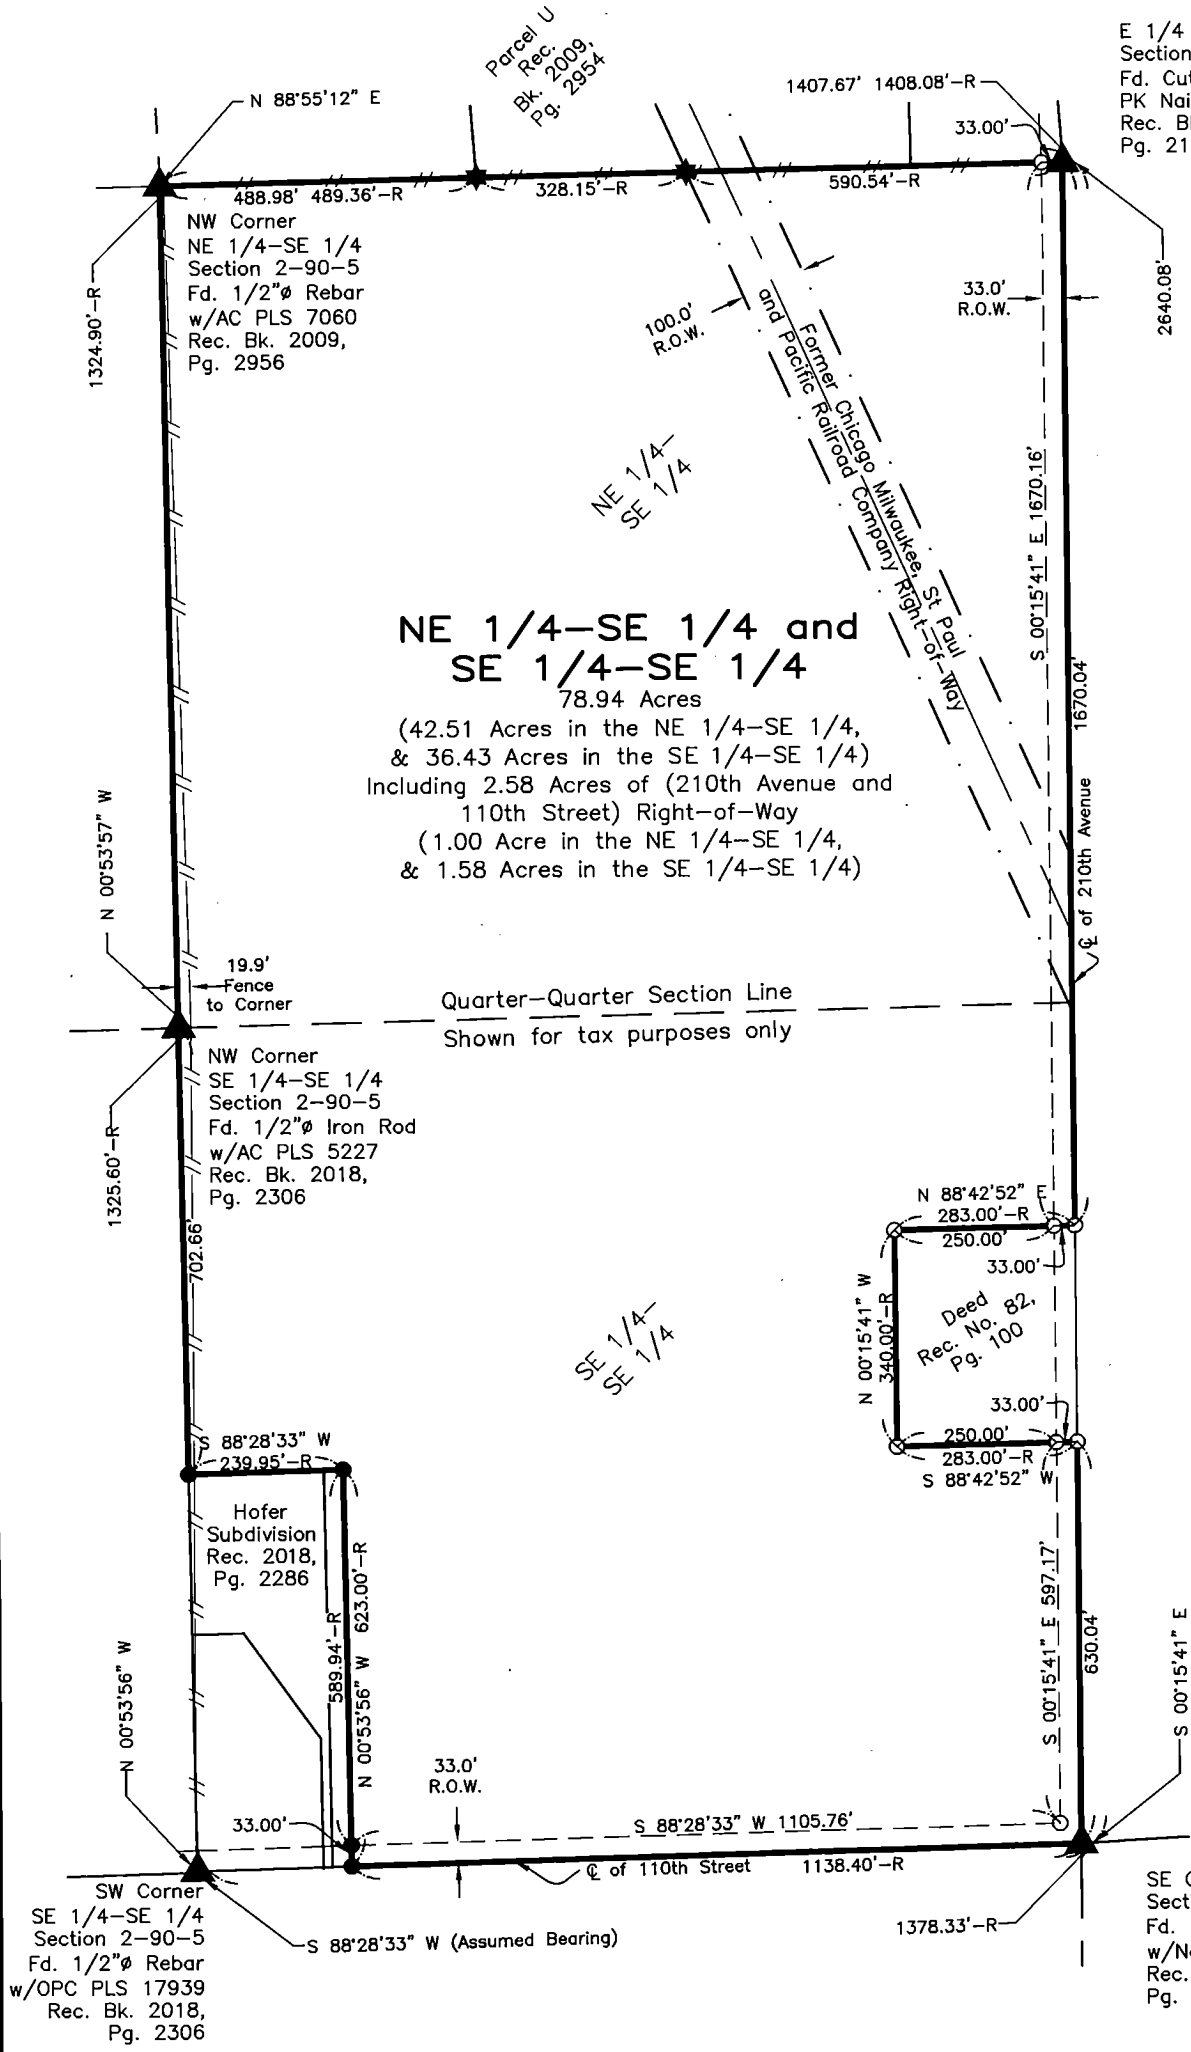 Parcel U
Rec.
Bk. 2009,
Pg. 2954
E 1/4
Section
Fd. Cut
PK Nai
Rec. B
Pg. 21
N 88°55'12" E
1407.67' 1408.08'-R
33.00'
488.98' 489.36'-R
328.15'-R
590.54'-R
NW Corner
NE 1/4-SE 1/4
Section 2-90-5
Fd. 1/2"ø Rebar
w/AC PLS 7060
Rec. Bk. 2009,
Pg. 2956
1324.90'-R
100.0'
R.O.W.
33.0'
R.O.W.
2640.08'
Former Chicago Milwaukee, St Paul
and Pacific Railroad Company Right-of-Way
NE 1/4-
SE 1/4
S 00°15'41" E 1670.16'
1670.04'
NE 1/4-SE 1/4 and
SE 1/4-SE 1/4
78.94 Acres
(42.51 Acres in the NE 1/4-SE 1/4,
& 36.43 Acres in the SE 1/4-SE 1/4)
Including 2.58 Acres of (210th Avenue and
110th Street) Right-of-Way
(1.00 Acre in the NE 1/4-SE 1/4,
& 1.58 Acres in the SE 1/4-SE 1/4)
N 00°53'57" W
℄ of 210th Avenue
19.9'
Fence
to Corner
Quarter-Quarter Section Line
Shown for tax purposes only
NW Corner
SE 1/4-SE 1/4
Section 2-90-5
Fd. 1/2"ø Iron Rod
w/AC PLS 5227
Rec. Bk. 2018,
Pg. 2306
1325.60'-R
702.66'
N 88°42'52" E
283.00'-R
250.00'
33.00'
N 00°15'41" W
340.00'-R
Deed
Rec. No. 82,
Pg. 100
33.00'
250.00'
283.00'-R
S 88°42'52" W
SE 1/4-
SE 1/4
S 88°28'33" W
239.95'-R
Hofer
Subdivision
Rec. 2018,
Pg. 2286
589.94'-R
N 00°53'56" W 623.00'-R
S 00°15'41" E 597.17'
630.04'
S 00°15'41" E
N 00°53'56" W
33.0'
R.O.W.
33.00'
S 88°28'33" W 1105.76'
℄ of 110th Street
1138.40'-R
SW Corner
SE 1/4-SE 1/4
Section 2-90-5
Fd. 1/2"ø Rebar
w/OPC PLS 17939
Rec. Bk. 2018,
Pg. 2306
S 88°28'33" W (Assumed Bearing)
1378.33'-R
SE
Sect
Fd.
Rec.
Pg.